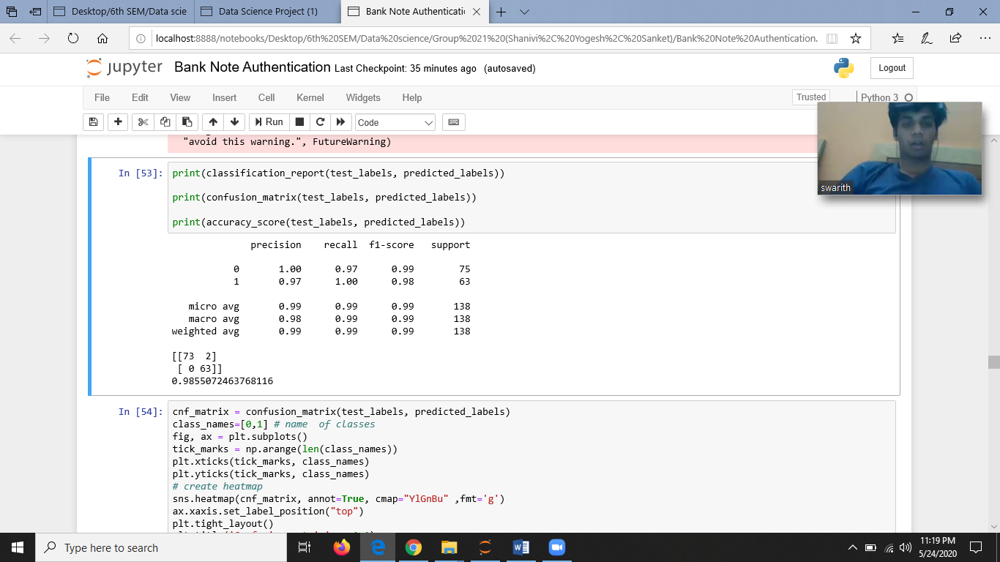 Desktop/6th SEM/Data scie
Data Science Project (1)
Bank Note Authenticati
localhost:8888/notebooks/Desktop/6th%20SEM/Data%20science/Group%2021%20(Shanivi%2C%20Yogesh%2C%20Sanket)/Bank%20Note%20Authentication.
jupyter Bank Note Authentication Last Checkpoint: 35 minutes ago (autosaved)
Logout
File Edit View Insert Cell Kernel Widgets Help
Trusted
Python 3
Run
Code
"avoid this warning.", FutureWarning)
In [53]: print(classification_report(test_labels, predicted_labels))
print(confusion_matrix(test_labels, predicted_labels))
print(accuracy_score(test_labels, predicted_labels))
swarith
precision recall f1-score support
0 1.00 0.97 0.99 75
1 0.97 1.00 0.98 63
micro avg 0.99 0.99 0.99 138
macro avg 0.98 0.99 0.99 138
weighted avg 0.99 0.99 0.99 138
[[73 2]
[ 0 63]]
0.9855072463768116
In [54]: cnf_matrix = confusion_matrix(test_labels, predicted_labels)
class_names=[0,1] # name of classes
fig, ax = plt.subplots()
tick_marks = np.arange(len(class_names))
plt.xticks(tick_marks, class_names)
plt.yticks(tick_marks, class_names)
# create heatmap
sns.heatmap(cnf_matrix, annot=True, cmap="YlGnBu" ,fmt='g')
ax.xaxis.set_label_position("top")
plt.tight_layout()
Type here to search
11:19 PM
5/24/2020